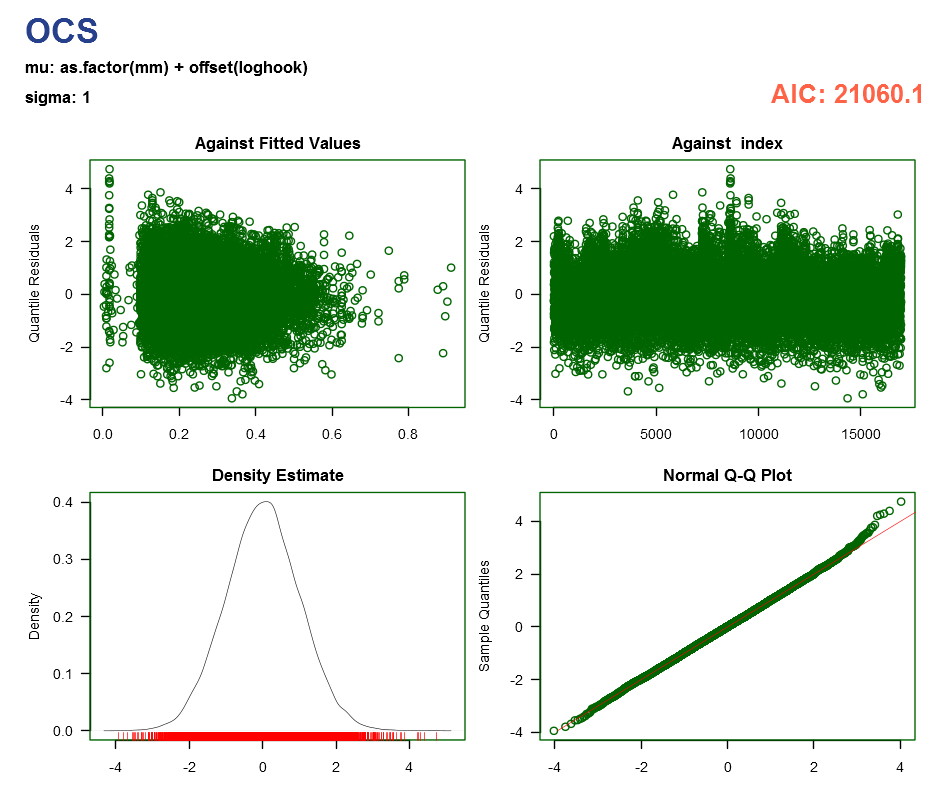 OCS
mu: as.factor(mm) + offset(loghook)
sigma: 1
AIC: 21060.1
Against Fitted Values
Quantile Residuals
4
2
0
-2
-4
0.0 0.2 0.4 0.6 0.8
Against  index
Quantile Residuals
4
2
0
-2
-4
0 5000 10000 15000
Density Estimate
Density
0.4
0.3
0.2
0.1
0.0
-4 -2 0 2 4
Normal Q-Q Plot
Sample Quantiles
4
2
0
-2
-4
-4 -2 0 2 4